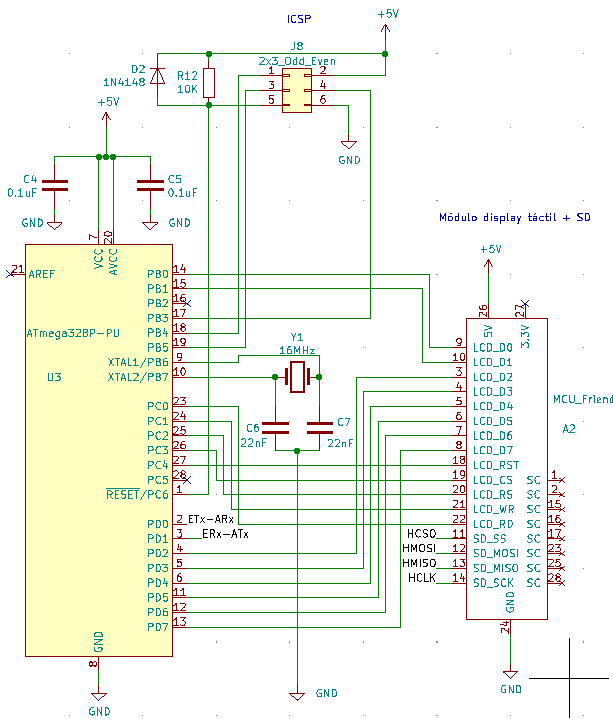 ICSP
+5V
J8
2x3_Odd_Even
D2
1N4148
R12
10K
1 2
3 4
5 6
+5V
GND
C4
0.1uF
C5
0.1uF
GND
GND
Módulo display táctil + SD
+5V
7
20
VCC
AVCC
21
AREF
ATmega32BP-PU
U3
PB0 14
PB1 15
PB2 16
PB3 17
PB4 18
PB5 19
XTAL1/PB6 9
XTAL2/PB7 10
PC0 23
PC1 24
PC2 25
PC3 26
PC4 27
PC5 28
RESET/PC6 1
PD0 2 ETx-ARx
PD1 3 ERx-ATx
PD2 4
PD3 5
PD4 6
PD5 11
PD6 12
PD7 13
GND
8
GND
Y1
16MHz
C6
22nF
C7
22nF
GND
26
27
5V
3.3V
9 LCD_D0
10 LCD_D1
3 LCD_D2
4 LCD_D3
5 LCD_D4
6 LCD_D5
7 LCD_D6
8 LCD_D7
18 LCD_RST
19 LCD_CS
20 LCD_RS
21 LCD_WR
22 LCD_RD
HCS0 11 SD_SS
HMOSI 12 SD_MOSI
HMISO 13 SD_MISO
HCLK 14 SD_SCK
MCU_Friend
A2
SC 1
SC 2
SC 15
SC 16
SC 17
SC 23
SC 25
SC 28
GND
24
GND